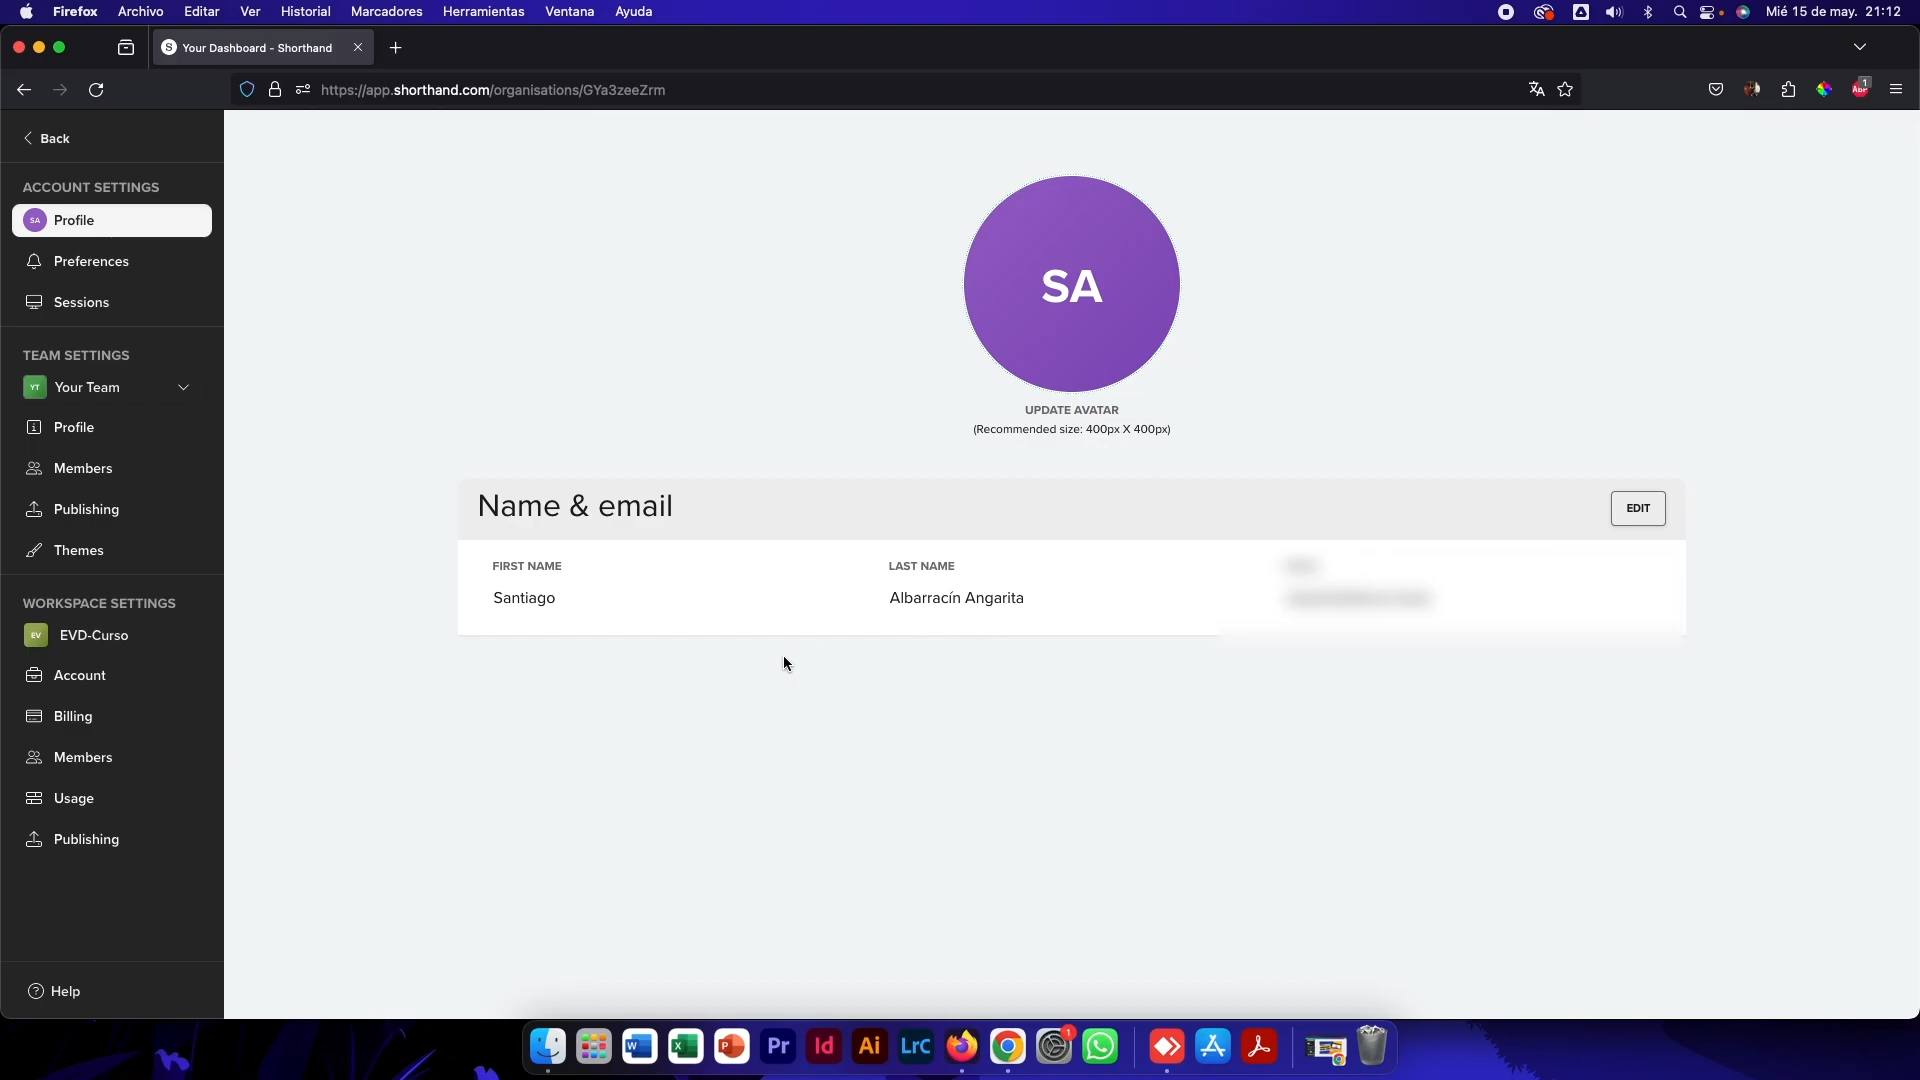 Firefox Archivo Editar Ver Historial Marcadores Herramientas Ventana Ayuda Mié 15 de may. 21:12
S Your Dashboard - Shorthand
https://app.shorthand.com/organisations/GYa3zeeZrm
ABP 1
Back
ACCOUNT SETTINGS
SA Profile
Preferences
Sessions
TEAM SETTINGS
YT Your Team
Profile
Members
Publishing
Themes
WORKSPACE SETTINGS
EV EVD-Curso
Account
Billing
Members
Usage
Publishing
? Help
SA
UPDATE AVATAR
(Recommended size: 400px X 400px)
Name & email
EDIT
FIRST NAME LAST NAME
Santiago Albarracín Angarita
W X P Pr Id Ai LrC 1